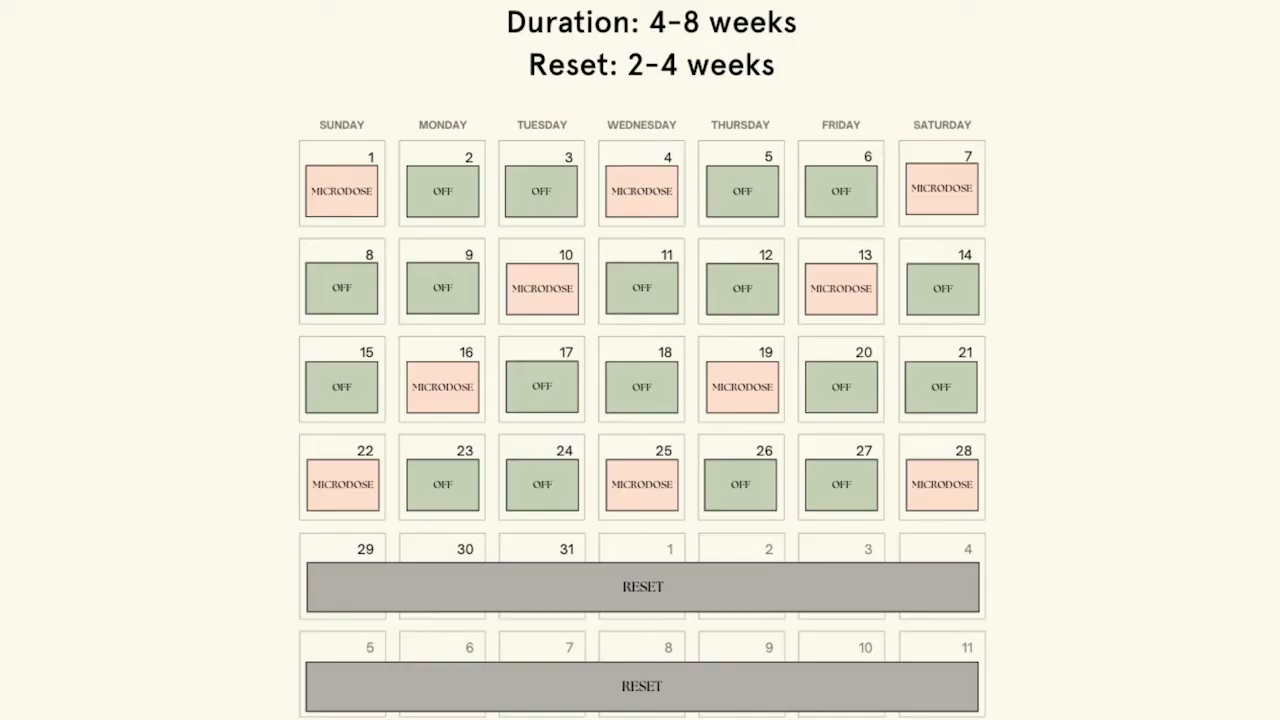 Duration: 4-8 weeks
Reset: 2-4 weeks
SUNDAY MONDAY TUESDAY WEDNESDAY THURSDAY FRIDAY SATURDAY
1 2 3 4 5 6 7
MICRODOSE OFF OFF MICRODOSE OFF OFF MICRODOSE
8 9 10 11 12 13 14
OFF OFF MICRODOSE OFF OFF MICRODOSE OFF
15 16 17 18 19 20 21
OFF MICRODOSE OFF OFF MICRODOSE OFF OFF
22 23 24 25 26 27 28
MICRODOSE OFF OFF MICRODOSE OFF OFF MICRODOSE
29 30 31 1 2 3 4
RESET
5 6 7 8 9 10 11
RESET